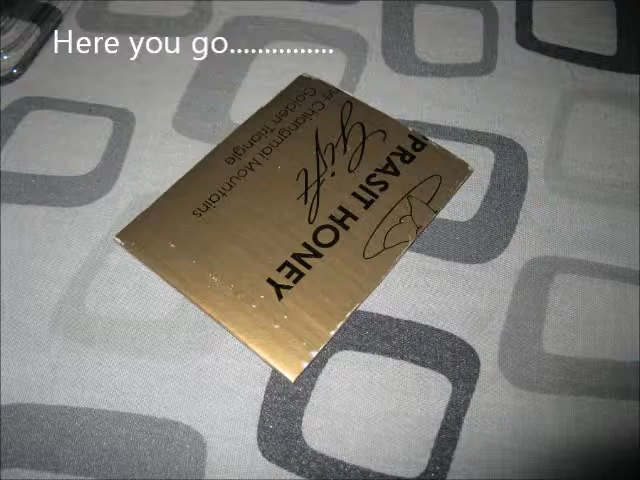 Here you go...............
PRASIT HONEY
Gift
Golden Triangle
Chiangmai Mountains